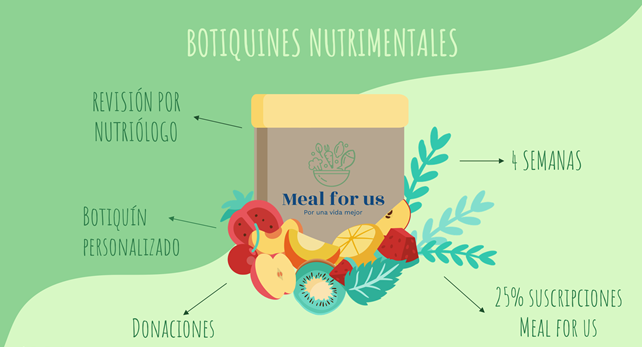 BOTIQUINES NUTRIMENTALES
REVISIÓN POR
NUTRIÓLOGO
BOTIQUÍN
PERSONALIZADO
DONACIONES
Meal for us
Por una vida mejor
4 SEMANAS
25% SUSCRIPCIONES
MEAL FOR US